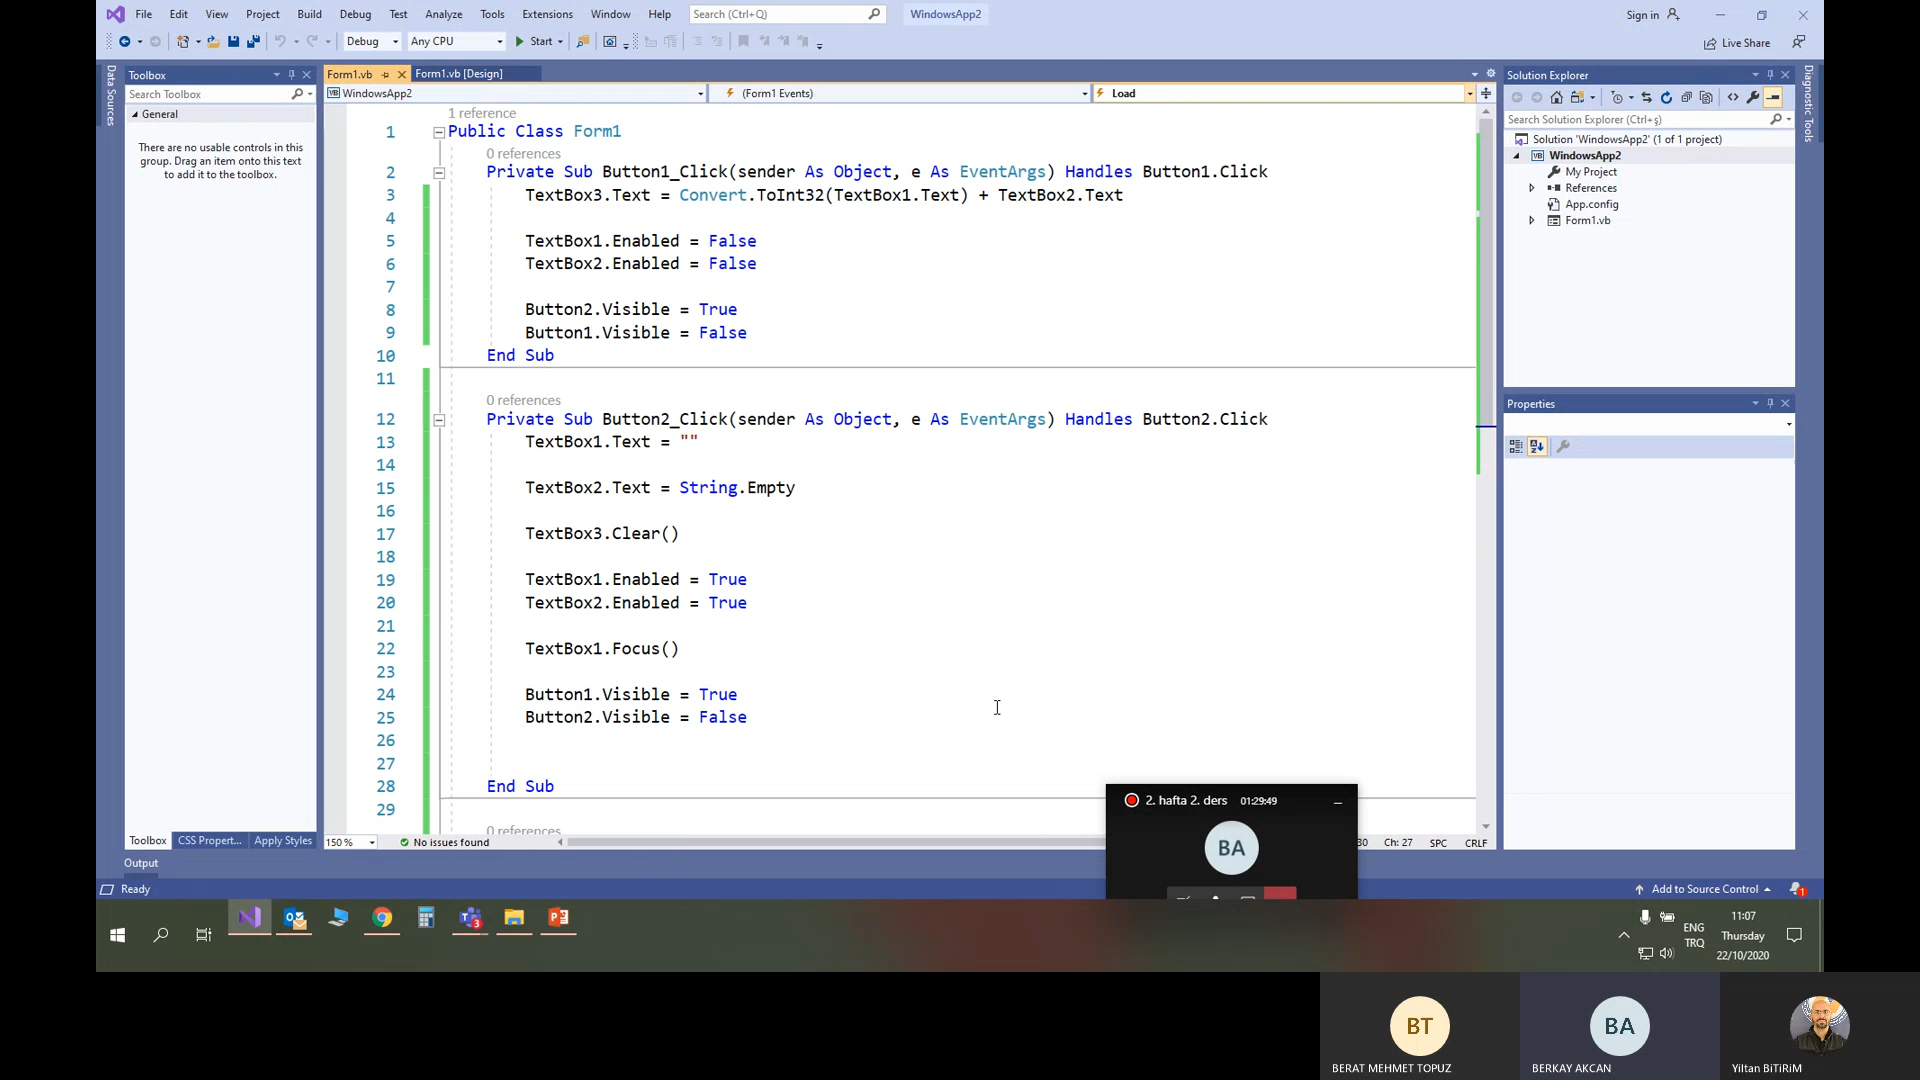 File Edit View Project Build Debug Test Analyze Tools Extensions Window Help Search (Ctrl+Q) WindowsApp2 Sign in
Debug Any CPU Start Live Share
Data Sources
Toolbox
Search Toolbox
General
There are no usable controls in this
group. Drag an item onto this text
to add it to the toolbox.
Toolbox CSS Propert... Apply Styles
Form1.vb Form1.vb [Design]
WindowsApp2 (Form1 Events) Load
1 reference
1 Public Class Form1
0 references
2 Private Sub Button1_Click(sender As Object, e As EventArgs) Handles Button1.Click
3 TextBox3.Text = Convert.ToInt32(TextBox1.Text) + TextBox2.Text
4
5 TextBox1.Enabled = False
6 TextBox2.Enabled = False
7
8 Button2.Visible = True
9 Button1.Visible = False
10 End Sub
11
0 references
12 Private Sub Button2_Click(sender As Object, e As EventArgs) Handles Button2.Click
13 TextBox1.Text = ""
14
15 TextBox2.Text = String.Empty
16
17 TextBox3.Clear()
18
19 TextBox1.Enabled = True
20 TextBox2.Enabled = True
21
22 TextBox1.Focus()
23
24 Button1.Visible = True
25 Button2.Visible = False
26
27
28 End Sub
29
0 references
150 % No issues found Ch: 27 SPC CRLF
Solution Explorer
Search Solution Explorer (Ctrl+ş)
Solution 'WindowsApp2' (1 of 1 project)
WindowsApp2
My Project
References
App.config
Form1.vb
Properties
Diagnostic Tools
2. hafta 2. ders 01:29:49
BA
Output
Ready Add to Source Control 1
3
ENG
TRQ
11:07
Thursday
22/10/2020
BT
BERAT MEHMET TOPUZ
BA
BERKAY AKCAN
Yiltan BiTiRiM